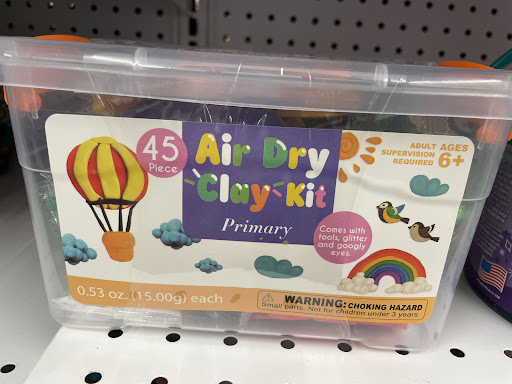 45
Piece
Air Dry
Clay Kit
Primary
ADULT
SUPERVISION
REQUIRED
AGES
6+
Comes with
tools, glitter
and googly
eyes.
0.53 oz. (15.00g) each
WARNING: CHOKING HAZARD
Small parts. Not for children under 3 years